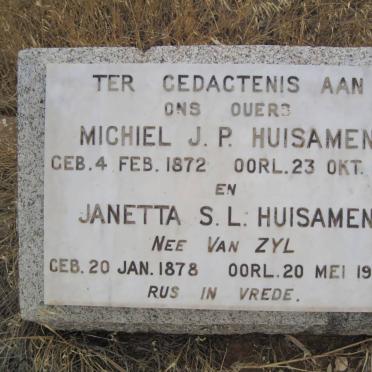 TER GEDACTENIS AAN
ONS OUERS
MICHIEL J. P. HUISAMEN
GEB. 4 FEB. 1872 OORL. 23 OKT.
EN
JANETTA S. L. HUISAMEN
NEE VAN ZYL
GEB. 20 JAN. 1878 OORL. 20 MEI 19
RUS IN VREDE.